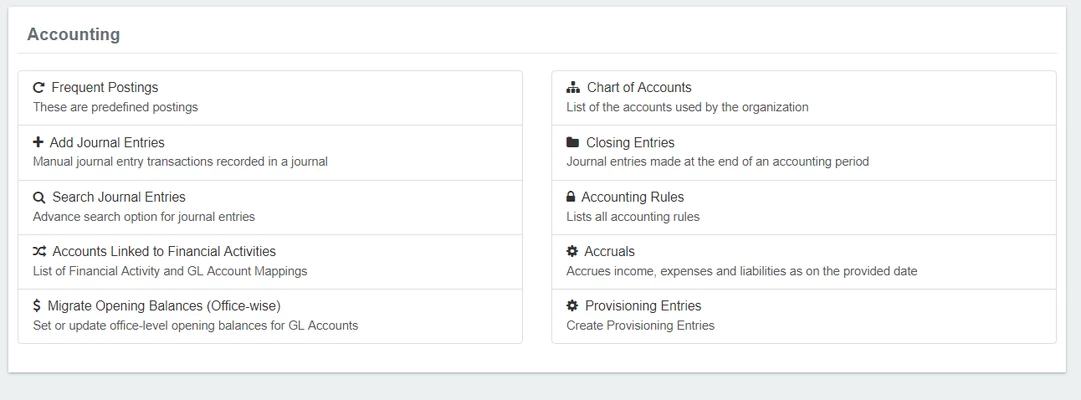 Accounting
Frequent Postings
These are predefined postings
Add Journal Entries
Manual journal entry transactions recorded in a journal
Search Journal Entries
Advance search option for journal entries
Accounts Linked to Financial Activities
List of Financial Activity and GL Account Mappings
Migrate Opening Balances (Office-wise)
Set or update office-level opening balances for GL Accounts
Chart of Accounts
List of the accounts used by the organization
Closing Entries
Journal entries made at the end of an accounting period
Accounting Rules
Lists all accounting rules
Accruals
Accrues income, expenses and liabilities as on the provided date
Provisioning Entries
Create Provisioning Entries